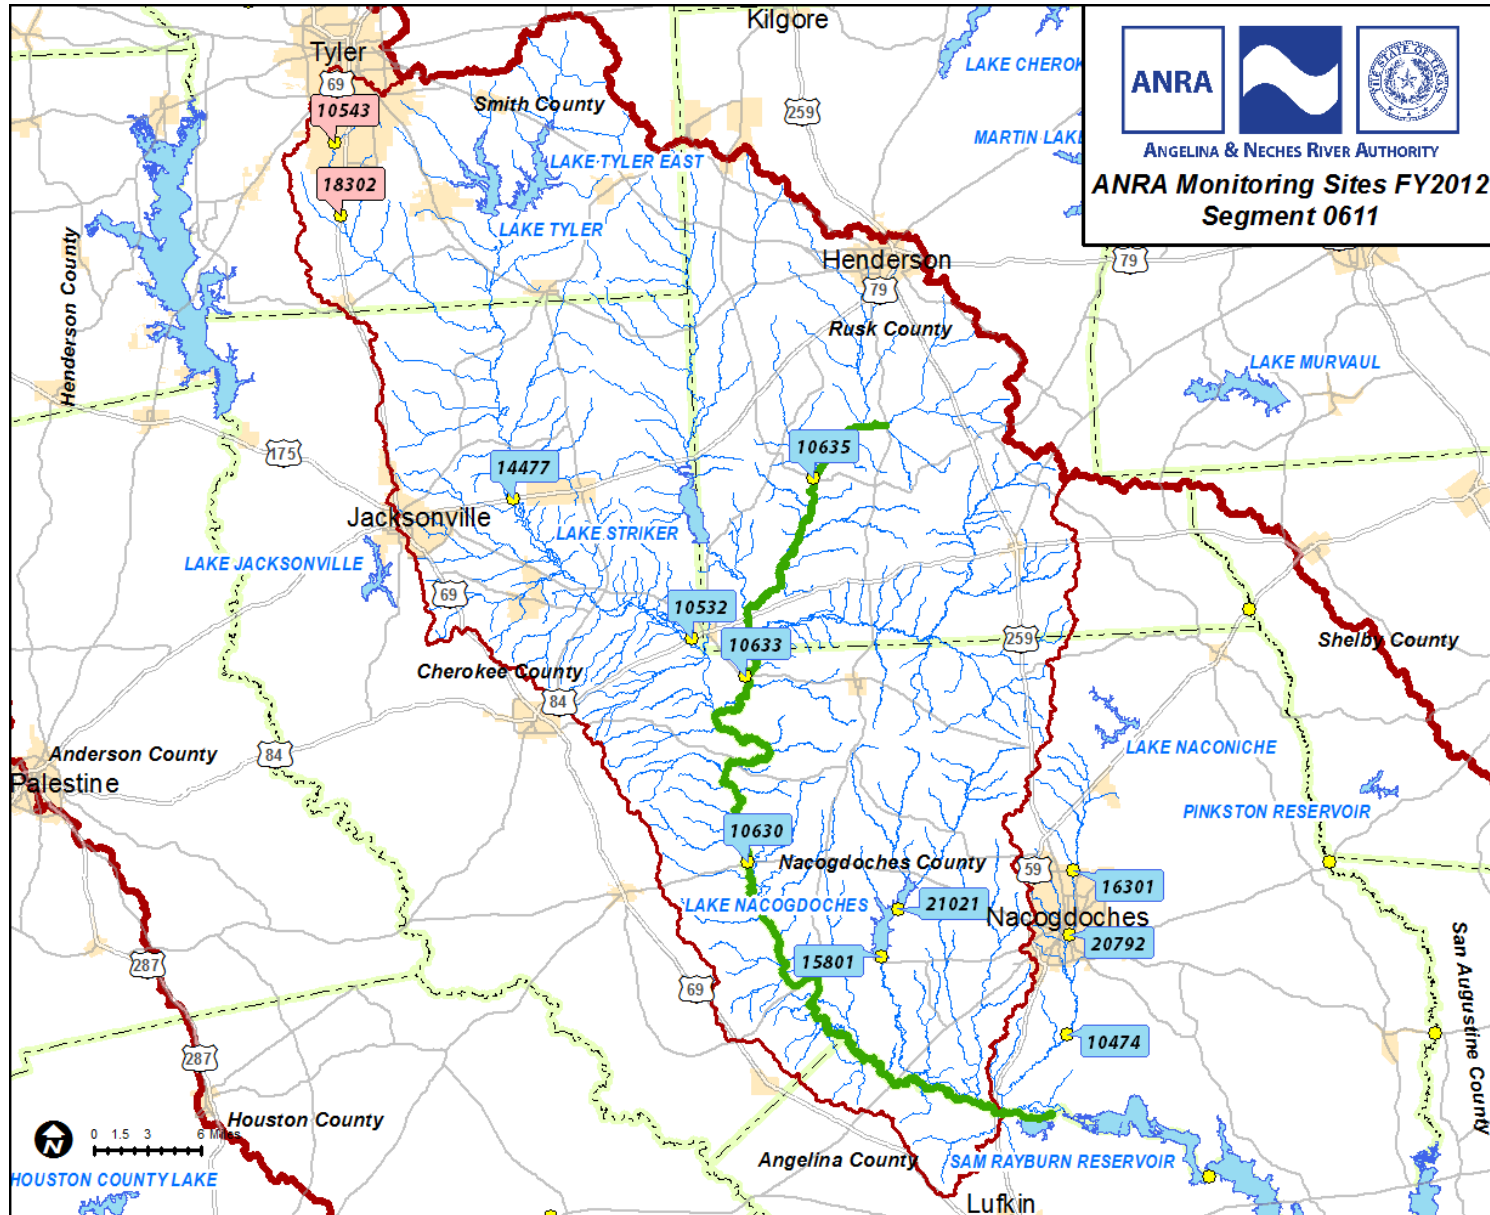 Kilgore
Tyler
69
10543
Smith County
259
LAKE CHEROK
ANRA
THE STATE OF TEXAS
ANGELINA & NECHES RIVER AUTHORITY
ANRA Monitoring Sites FY2012
Segment 0611
MARTIN LAKE
LAKE TYLER EAST
18302
LAKE TYLER
Henderson County
Henderson
79
79
Rusk County
LAKE MURVAUL
175
14477
10635
Jacksonville
LAKE STRIKER
LAKE JACKSONVILLE
69
10532
10633
259
Shelby County
Cherokee County
84
84
Anderson County
Palestine
LAKE NACONICHE
PINKSTON RESERVOIR
10630
Nacogdoches County
59
16301
LAKE NACOGDOCHES
21021
Nacogdoches
20792
15801
287
69
San Augustine County
10474
287
Houston County
N
0 1.5 3 6 Miles
HOUSTON COUNTY LAKE
Angelina County
SAM RAYBURN RESERVOIR
Lufkin